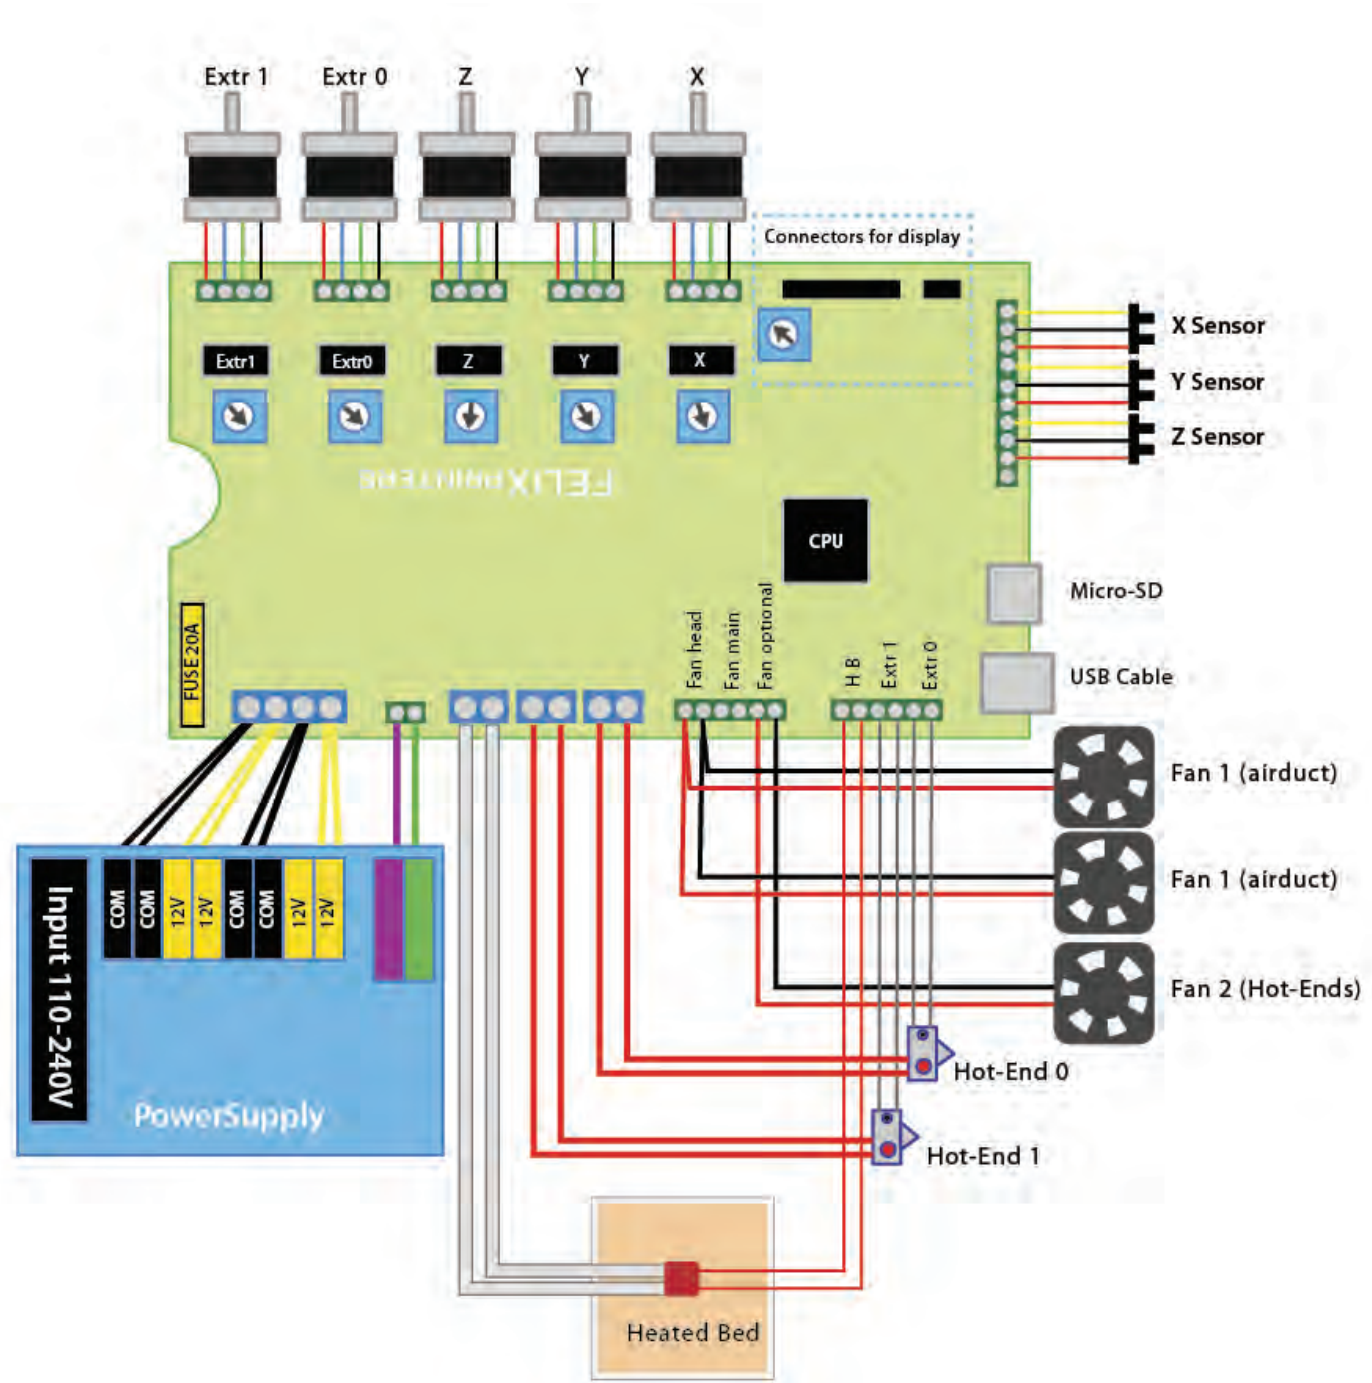 Extr 1
Extr 0
Z
Y
X
Connectors for display
X Sensor
Y Sensor
Z Sensor
Extr1
Extr0
Z
Y
X
FELIX
CPU
Micro-SD
USB Cable
FUSE 20A
Fan head
Fan main
Fan optional
H B
Extr 1
Extr 0
Fan 1 (airduct)
Fan 1 (airduct)
Fan 2 (Hot-Ends)
Input 110-240V
COM
COM
12V
12V
COM
COM
12V
12V
PowerSupply
Hot-End 0
Hot-End 1
Heated Bed